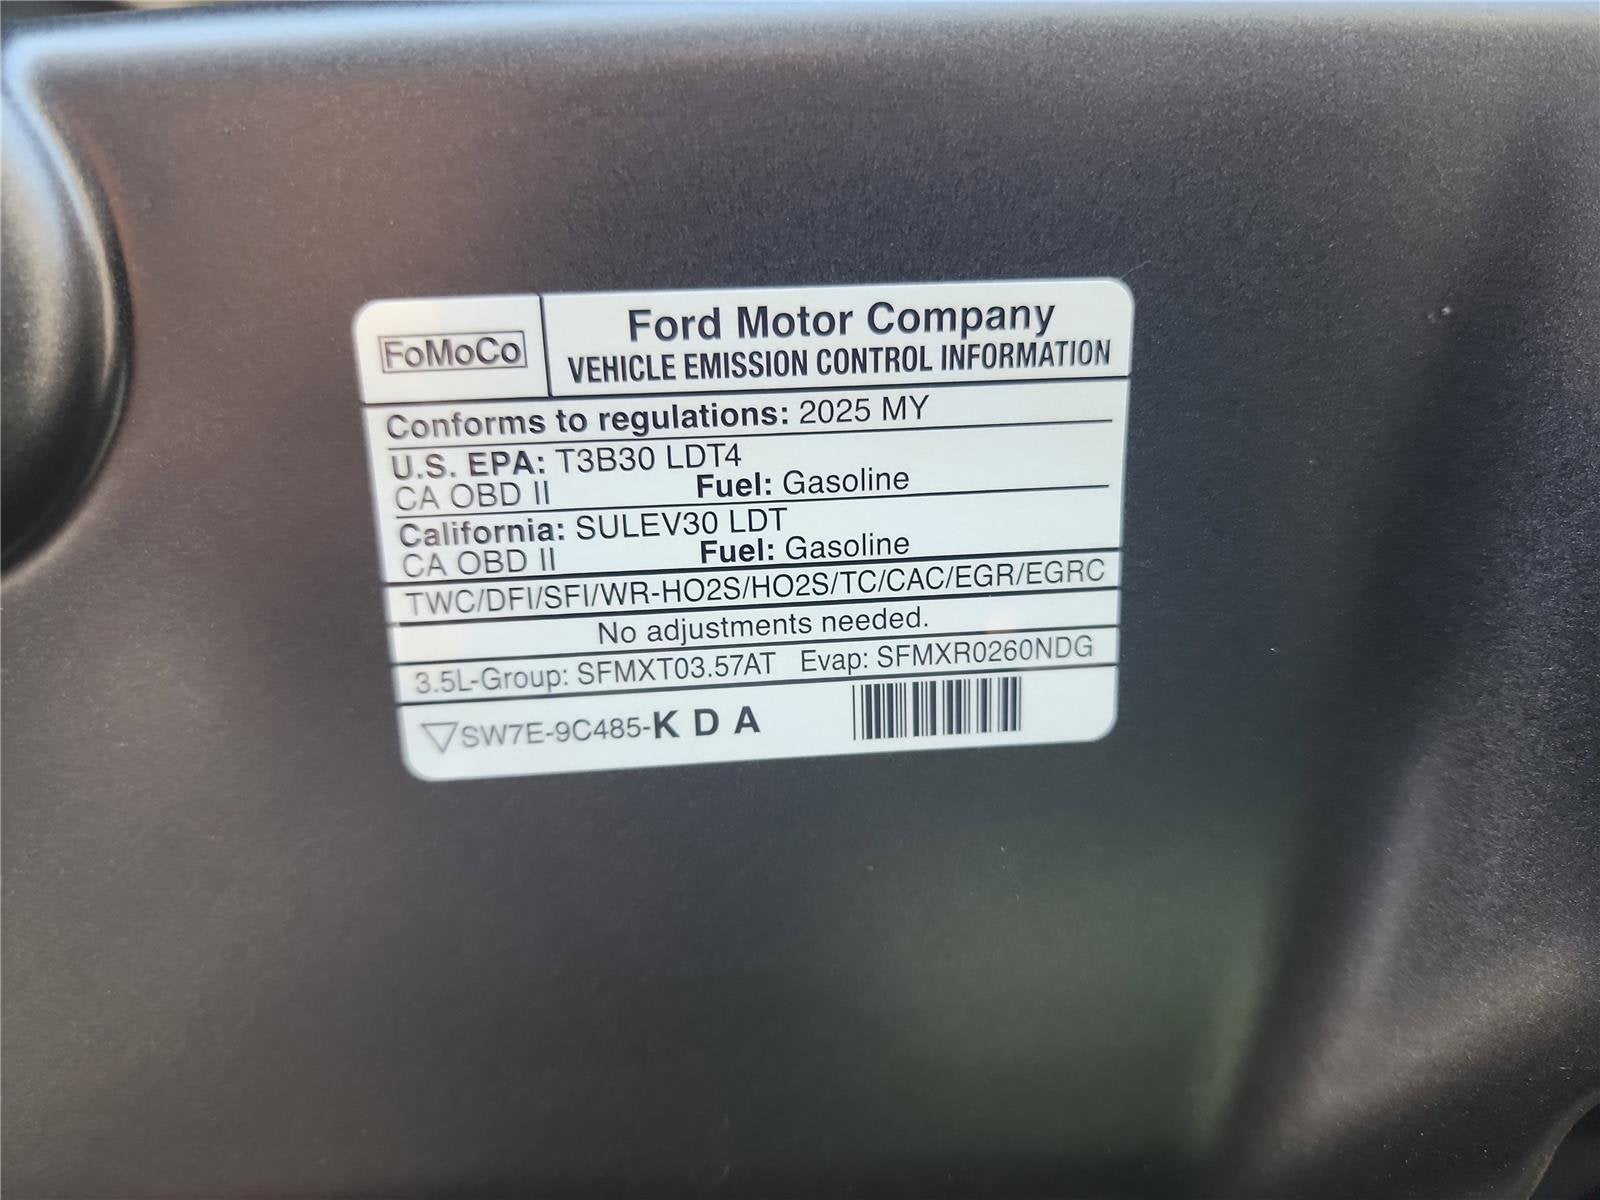 FoMoCo
Ford Motor Company
VEHICLE EMISSION CONTROL INFORMATION
Conforms to regulations: 2025 MY
U.S. EPA: T3B30 LDT4
CA OBD II Fuel: Gasoline
California: SULEV30 LDT
CA OBD II Fuel: Gasoline
TWC/DFI/SFI/WR-HO2S/HO2S/TC/CAC/EGR/EGRC
No adjustments needed.
3.5L-Group: SFMXT03.57AT Evap: SFMXR0260NDG
SW7E-9C485-K D A